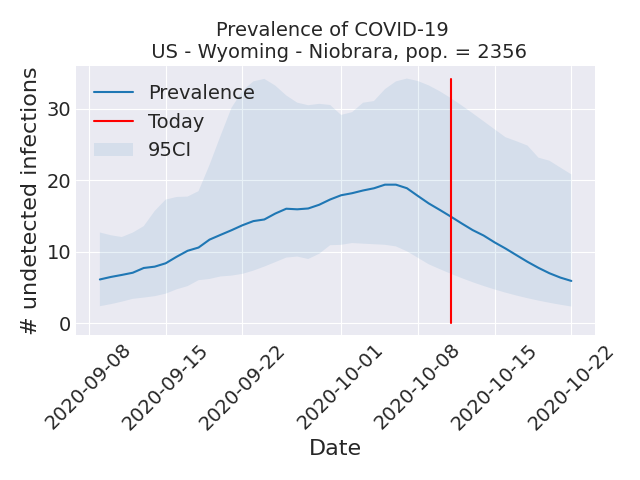 Prevalence of COVID-19
US - Wyoming - Niobrara, pop. = 2356
# undetected infections
30
20
10
0
Prevalence
Today
95CI
2020-09-08
2020-09-15
2020-09-22
2020-10-01
2020-10-08
2020-10-15
2020-10-22
Date